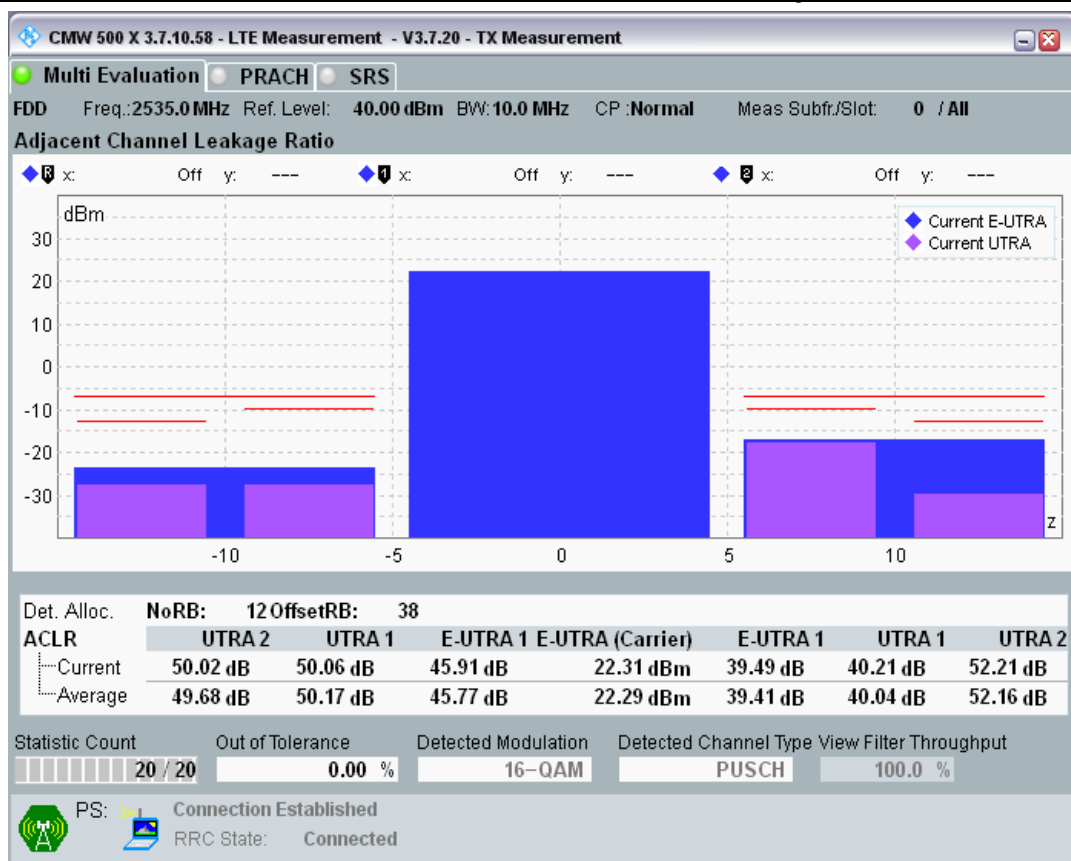 CMW 500 X 3.7.10.58 - LTE Measurement - V3.7.20 - TX Measurement
Multi Evaluation PRACH SRS
FDD Freq.:2535.0 MHz Ref. Level: 40.00 dBm BW:10.0 MHz CP :Normal Meas Subfr./Slot: 0 / All
Adjacent Channel Leakage Ratio
R x: Off y: --- 1 x: Off y: --- 2 x: Off y: ---
dBm
Current E-UTRA
Current UTRA
30
20
10
0
-10
-20
-30
z
-10 -5 0 5 10
Det. Alloc. NoRB: 12 OffsetRB: 38
ACLR UTRA 2 UTRA 1 E-UTRA 1 E-UTRA (Carrier) E-UTRA 1 UTRA 1 UTRA 2
Current 50.02 dB 50.06 dB 45.91 dB 22.31 dBm 39.49 dB 40.21 dB 52.21 dB
Average 49.68 dB 50.17 dB 45.77 dB 22.29 dBm 39.41 dB 40.04 dB 52.16 dB
Statistic Count Out of Tolerance Detected Modulation Detected Channel Type View Filter Throughput
20 / 20 0.00 % 16-QAM PUSCH 100.0 %
PS: Connection Established
RRC State: Connected